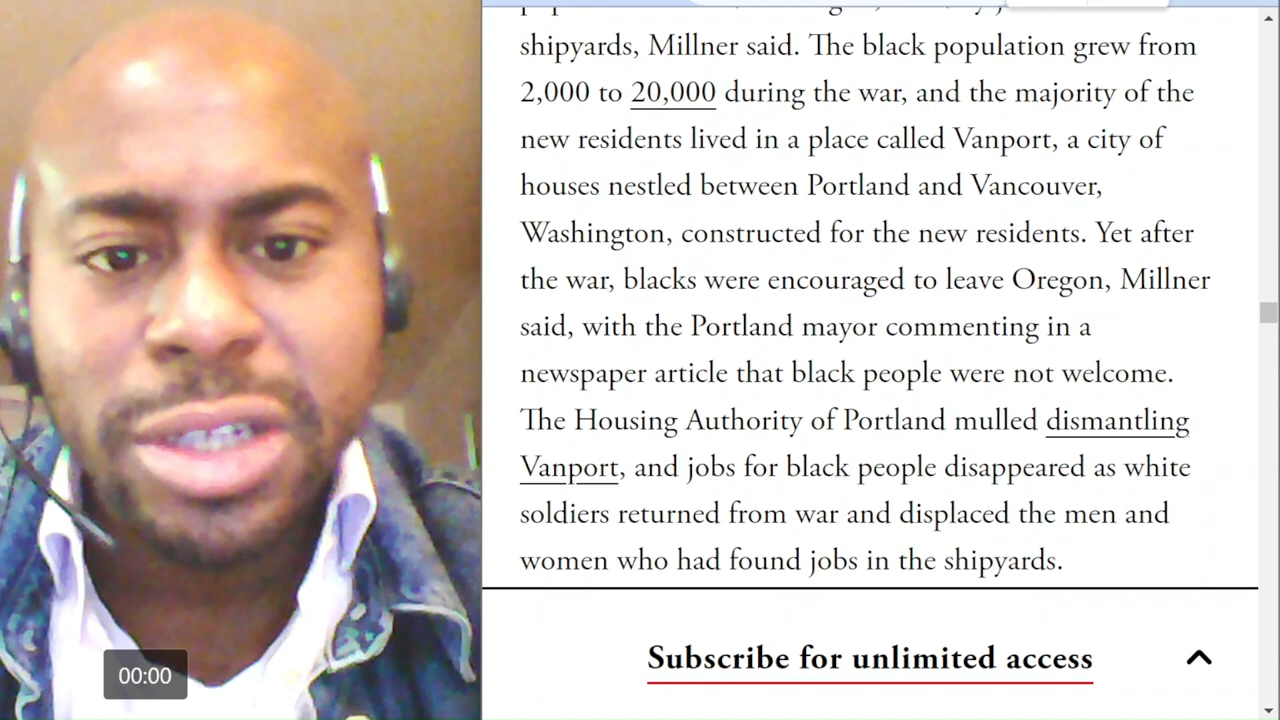 shipyards, Millner said. The black population grew from
2,000 to 20,000 during the war, and the majority of the
new residents lived in a place called Vanport, a city of
houses nestled between Portland and Vancouver,
Washington, constructed for the new residents. Yet after
the war, blacks were encouraged to leave Oregon, Millner
said, with the Portland mayor commenting in a
newspaper article that black people were not welcome.
The Housing Authority of Portland mulled dismantling
Vanport, and jobs for black people disappeared as white
soldiers returned from war and displaced the men and
women who had found jobs in the shipyards.
Subscribe for unlimited access
00:00